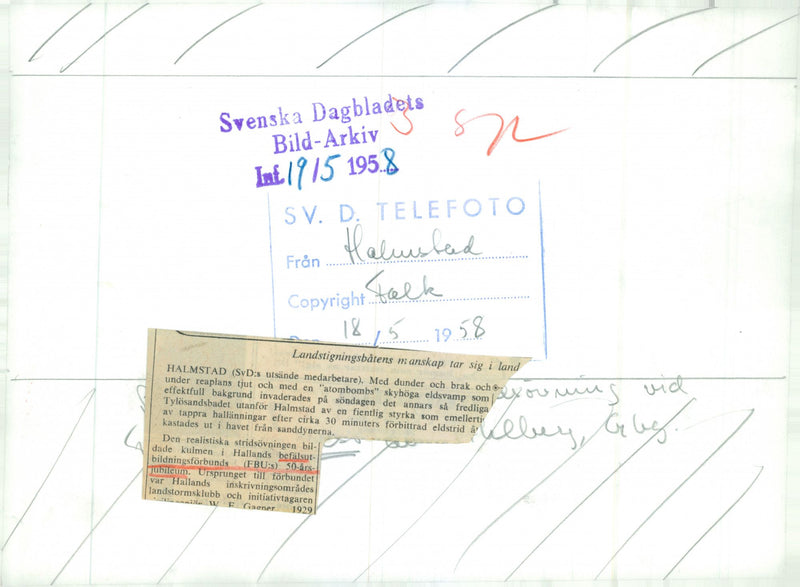 Svenska Dagbladets
Bild-Arkiv
Inf. 19/5 1958
SV. D. TELEFOTO
Från Halmstad
Copyright Falk
18/5 1958
Landstigningsbåtens manskap tar sig i land
HALMSTAD (SvD:s utsände medarbetare). Med dunder och brak och
under reaplans tjut och med en "atombombs" skyhöga eldsvamp som
effektfull bakgrund invaderades på söndagen det annars så fredliga
Tylösandsbadet utanför Halmstad av en fientlig styrka som emellertid
av tappra hallänningar efter cirka 30 minuters förbittrad eldstrid
kastades ut i havet från sanddynerna.
Den realistiska stridsövningen bil-
dade kulmen i Hallands befälsut-
bildningsförbunds (FBU:s) 50-års-
jubileum. Ursprunget till förbundet
var Hallands inskrivningsområdes
landstormsklubb och initiativtagaren
W. F. Gagner 1929
vid
Gbg.